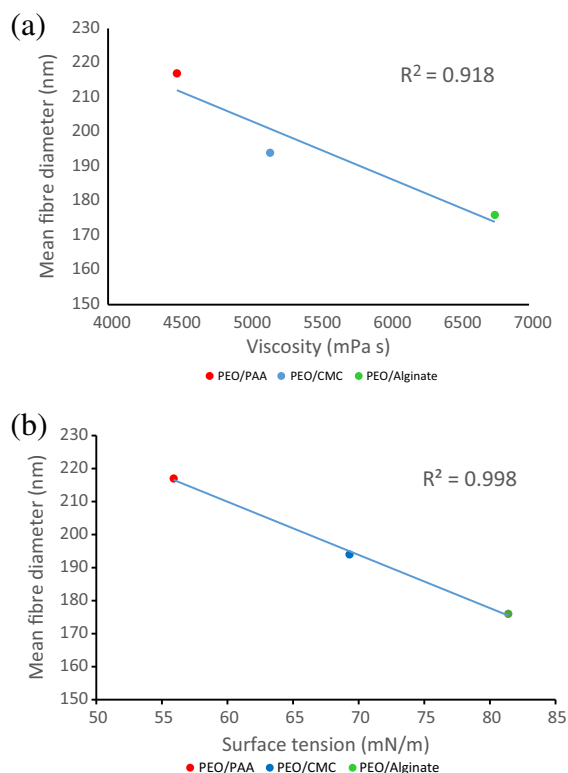 (a)
230
220
210
200
190
180
170
160
150
Mean fibre diameter (nm)
R² = 0.918
4000 4500 5000 5500 6000 6500 7000
Viscosity (mPa s)
PEO/PAA PEO/CMC PEO/Alginate
(b)
230
220
210
200
190
180
170
160
150
Mean fibre diameter (nm)
R² = 0.998
50 55 60 65 70 75 80 85
Surface tension (mN/m)
PEO/PAA PEO/CMC PEO/Alginate